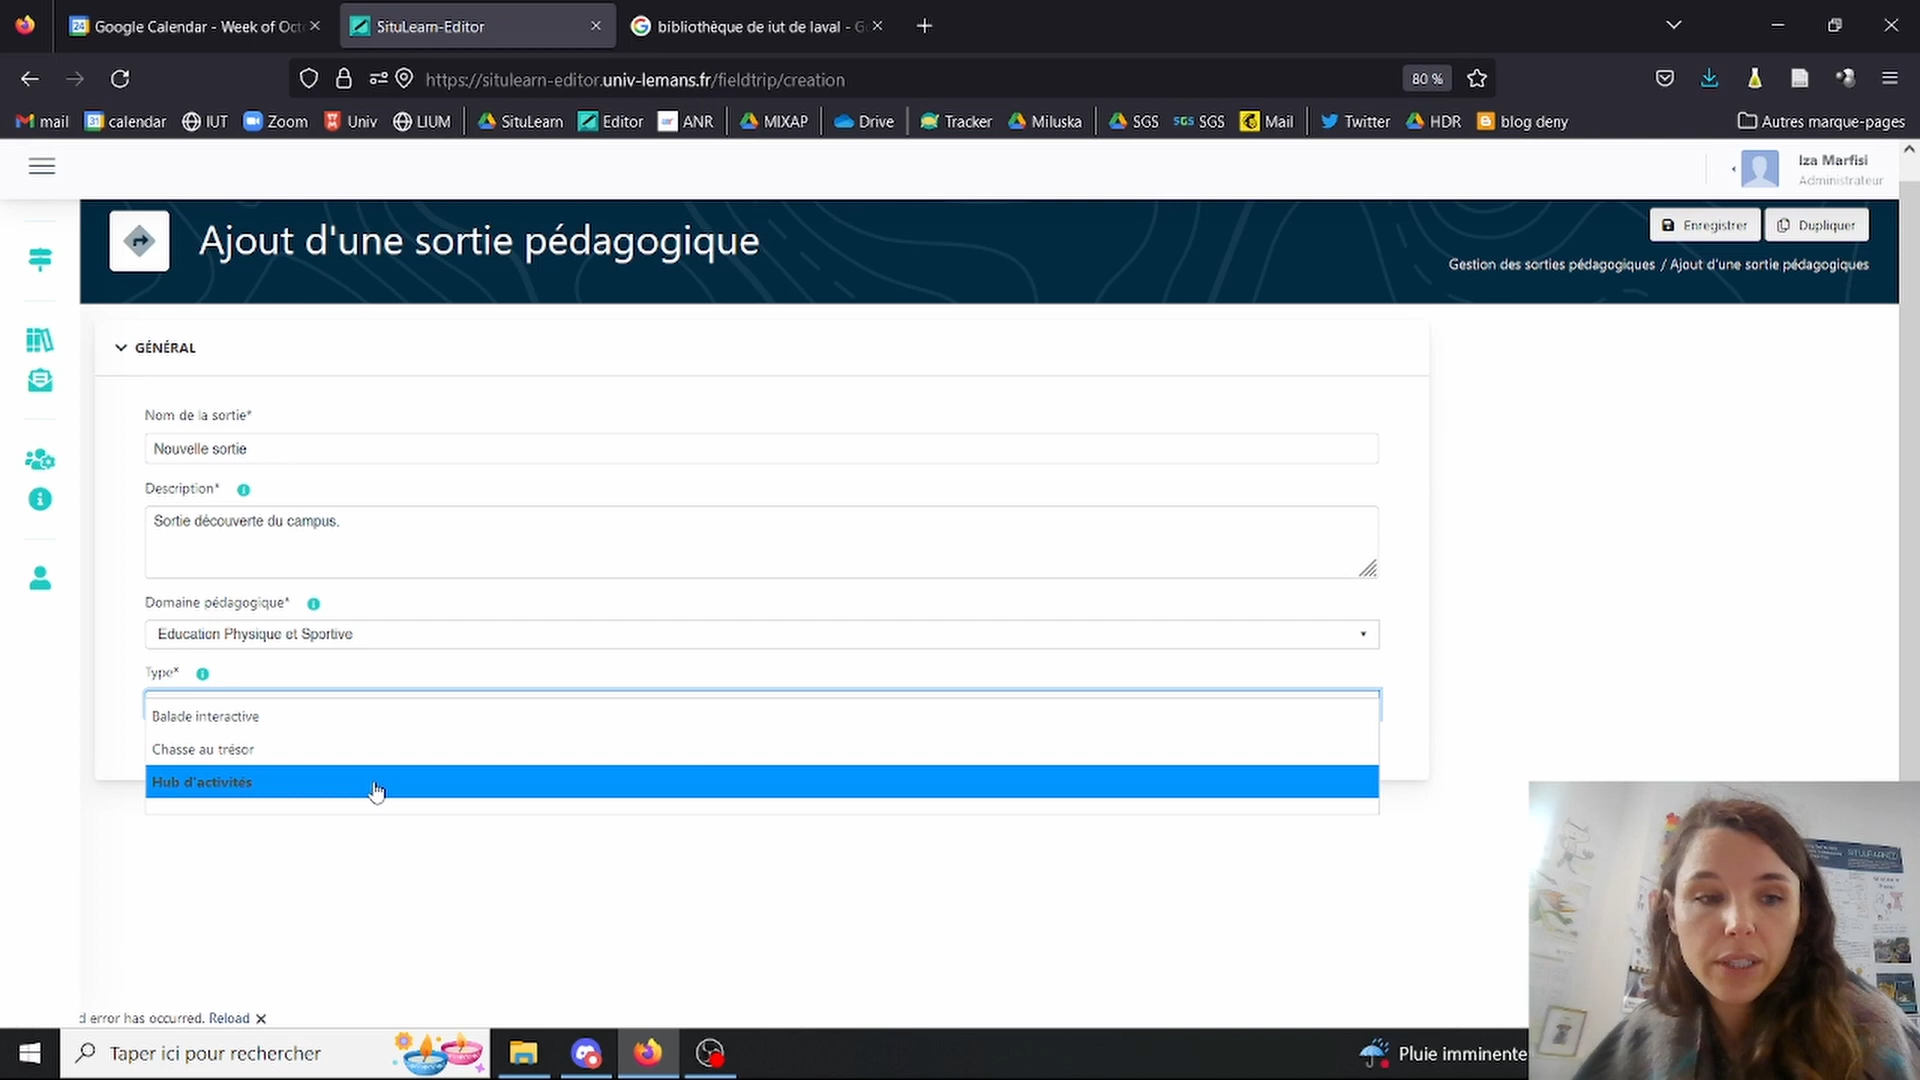 Google Calendar - Week of Oct
SituLearn-Editor
bibliothèque de iut de laval - G
https://situlearn-editor.univ-lemans.fr/fieldtrip/creation
80 %
mail
calendar
IUT
Zoom
Univ
LIUM
SituLearn
Editor
ANR
MIXAP
Drive
Tracker
Miluska
SGS
SGS
Mail
Twitter
HDR
blog deny
Autres marque-pages
Iza Marfisi
Administrateur
Ajout d'une sortie pédagogique
Enregistrer
Dupliquer
Gestion des sorties pédagogiques / Ajout d'une sortie pédagogiques
GÉNÉRAL
Nom de la sortie*
Nouvelle sortie
Description*
Sortie découverte du campus.
Domaine pédagogique*
Education Physique et Sportive
Type*
Balade interactive
Chasse au trésor
Hub d'activités
d error has occurred. Reload
Taper ici pour rechercher
Pluie imminente